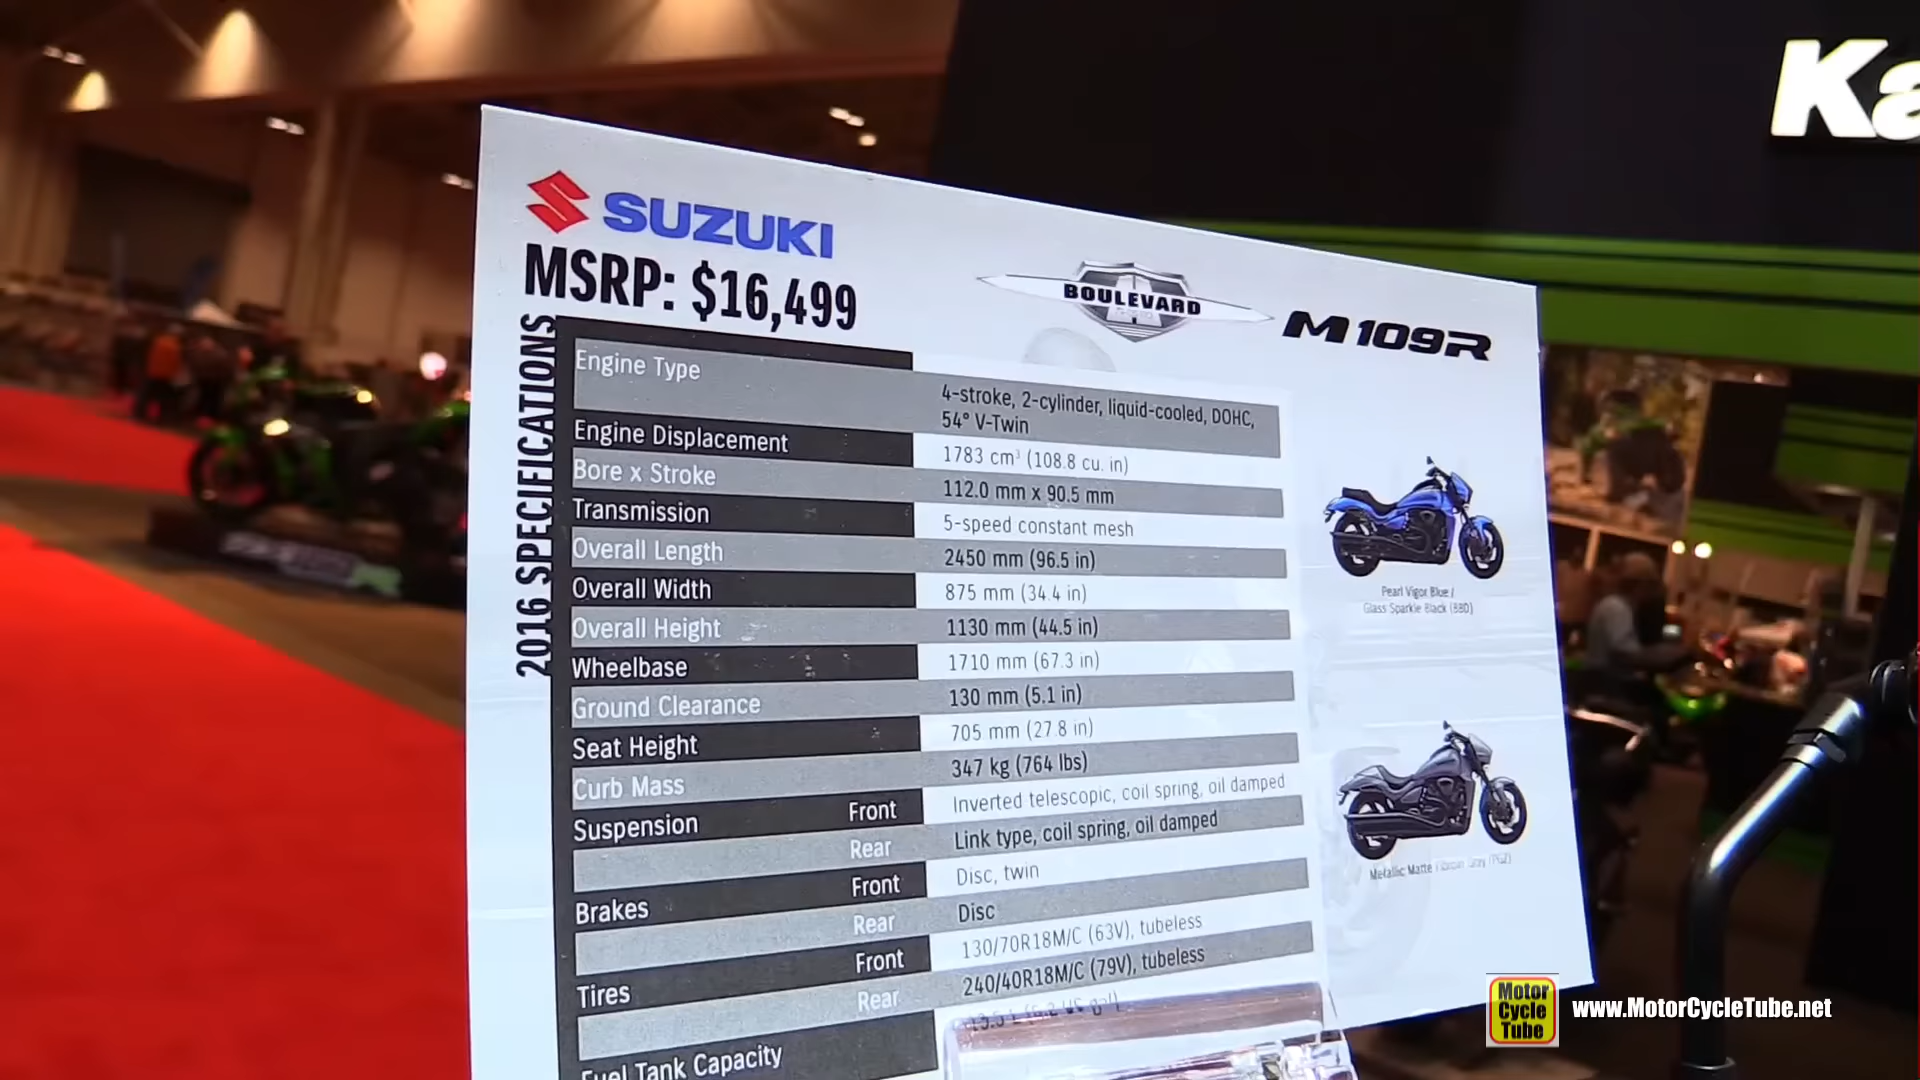 Ka
SUZUKI
MSRP: $16,499
BOULEVARD
M109R
2016 SPECIFICATIONS
Engine Type
4-stroke, 2-cylinder, liquid-cooled, DOHC,
54° V-Twin
Engine Displacement
1783 cm³ (108.8 cu. in)
Bore x Stroke
112.0 mm x 90.5 mm
Transmission
5-speed constant mesh
Overall Length
2450 mm (96.5 in)
Overall Width
875 mm (34.4 in)
Overall Height
1130 mm (44.5 in)
Wheelbase
1710 mm (67.3 in)
Ground Clearance
130 mm (5.1 in)
Seat Height
705 mm (27.8 in)
Curb Mass
347 kg (764 lbs)
Suspension Front
Inverted telescopic, coil spring, oil damped
Rear
Link type, coil spring, oil damped
Brakes Front
Disc, twin
Rear
Disc
Tires Front
130/70R18M/C (63V), tubeless
Rear
240/40R18M/C (79V), tubeless
Fuel Tank Capacity
Pearl Vigor Blue /
Glass Sparkle Black (BBD)
Metallic Matte
Motor
Cycle
Tube
www.MotorCycleTube.net